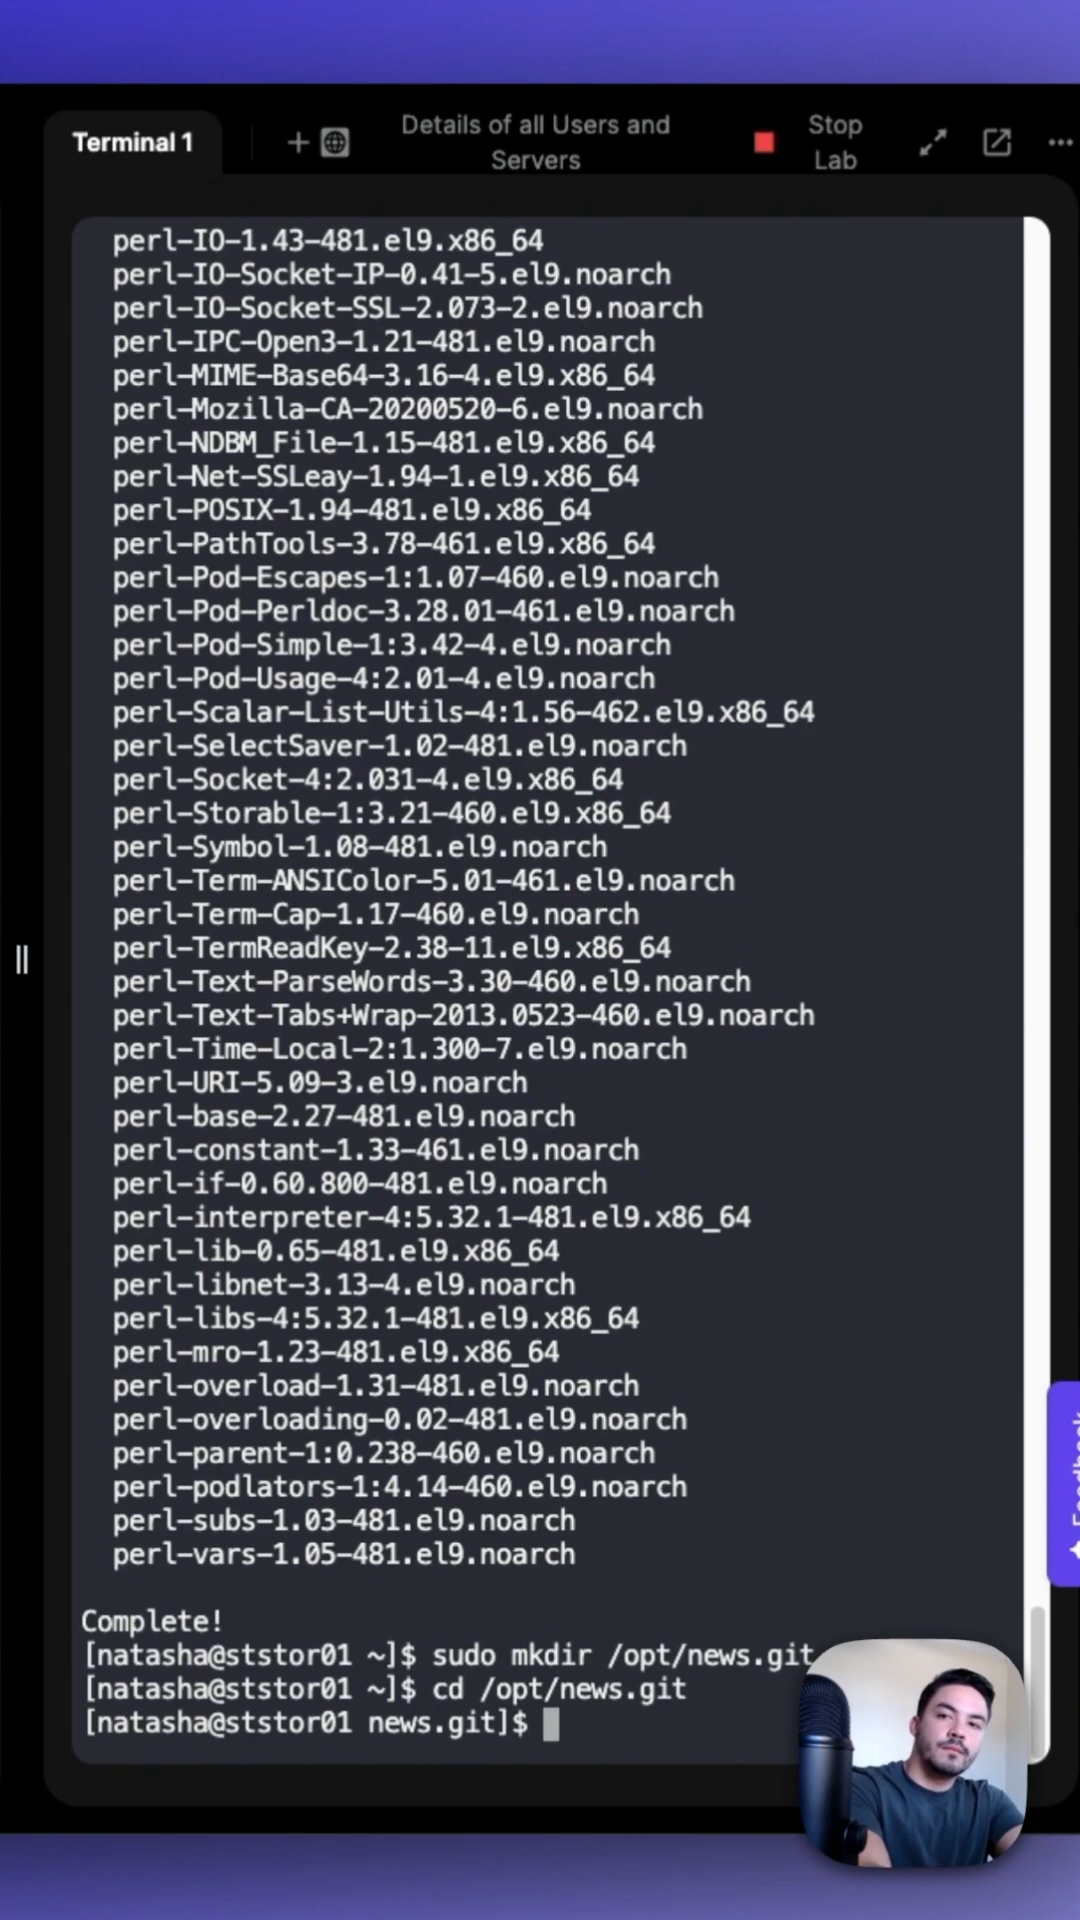 Terminal 1
Details of all Users and
Servers
Stop
Lab
perl-IO-1.43-481.el9.x86_64
perl-IO-Socket-IP-0.41-5.el9.noarch
perl-IO-Socket-SSL-2.073-2.el9.noarch
perl-IPC-Open3-1.21-481.el9.noarch
perl-MIME-Base64-3.16-4.el9.x86_64
perl-Mozilla-CA-20200520-6.el9.noarch
perl-NDBM_File-1.15-481.el9.x86_64
perl-Net-SSLeay-1.94-1.el9.x86_64
perl-POSIX-1.94-481.el9.x86_64
perl-PathTools-3.78-461.el9.x86_64
perl-Pod-Escapes-1:1.07-460.el9.noarch
perl-Pod-Perldoc-3.28.01-461.el9.noarch
perl-Pod-Simple-1:3.42-4.el9.noarch
perl-Pod-Usage-4:2.01-4.el9.noarch
perl-Scalar-List-Utils-4:1.56-462.el9.x86_64
perl-SelectSaver-1.02-481.el9.noarch
perl-Socket-4:2.031-4.el9.x86_64
perl-Storable-1:3.21-460.el9.x86_64
perl-Symbol-1.08-481.el9.noarch
perl-Term-ANSIColor-5.01-461.el9.noarch
perl-Term-Cap-1.17-460.el9.noarch
perl-TermReadKey-2.38-11.el9.x86_64
perl-Text-ParseWords-3.30-460.el9.noarch
perl-Text-Tabs+Wrap-2013.0523-460.el9.noarch
perl-Time-Local-2:1.300-7.el9.noarch
perl-URI-5.09-3.el9.noarch
perl-base-2.27-481.el9.noarch
perl-constant-1.33-461.el9.noarch
perl-if-0.60.800-481.el9.noarch
perl-interpreter-4:5.32.1-481.el9.x86_64
perl-lib-0.65-481.el9.x86_64
perl-libnet-3.13-4.el9.noarch
perl-libs-4:5.32.1-481.el9.x86_64
perl-mro-1.23-481.el9.x86_64
perl-overload-1.31-481.el9.noarch
perl-overloading-0.02-481.el9.noarch
perl-parent-1:0.238-460.el9.noarch
perl-podlators-1:4.14-460.el9.noarch
perl-subs-1.03-481.el9.noarch
perl-vars-1.05-481.el9.noarch
Complete!
[natasha@ststor01 ~]$ sudo mkdir /opt/news.git
[natasha@ststor01 ~]$ cd /opt/news.git
[natasha@ststor01 news.git]$